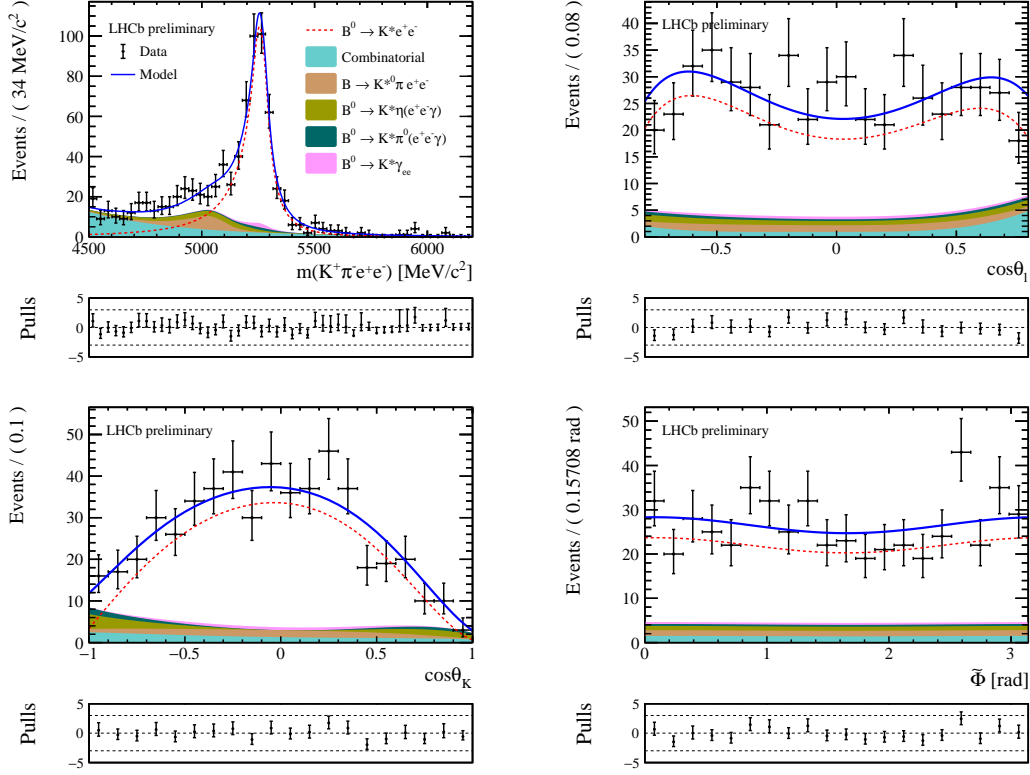 Events / ( 34 MeV/c² )
100
80
60
40
20
0
LHCb preliminary
Data
Model
B⁰ → K*e⁺e⁻
Combinatorial
B → K*⁰π e⁺e⁻
B⁰ → K*η(e⁺e⁻γ)
B⁰ → K*π⁰(e⁺e⁻γ)
B⁰ → K*γₑₑ
4500
5000
5500
6000
m(K⁺π⁻e⁺e⁻) [MeV/c²]
Pulls
5
0
−5
Events / ( 0.08 )
40
35
30
25
20
15
10
5
0
LHCb preliminary
−0.5
0
0.5
cosθₗ
Pulls
5
0
−5
Events / ( 0.1 )
50
40
30
20
10
0
LHCb preliminary
−1
−0.5
0
0.5
1
cosθ_K
Pulls
5
0
−5
Events / ( 0.15708 rad )
50
40
30
20
10
0
LHCb preliminary
0
1
2
3
Φ̃ [rad]
Pulls
5
0
−5